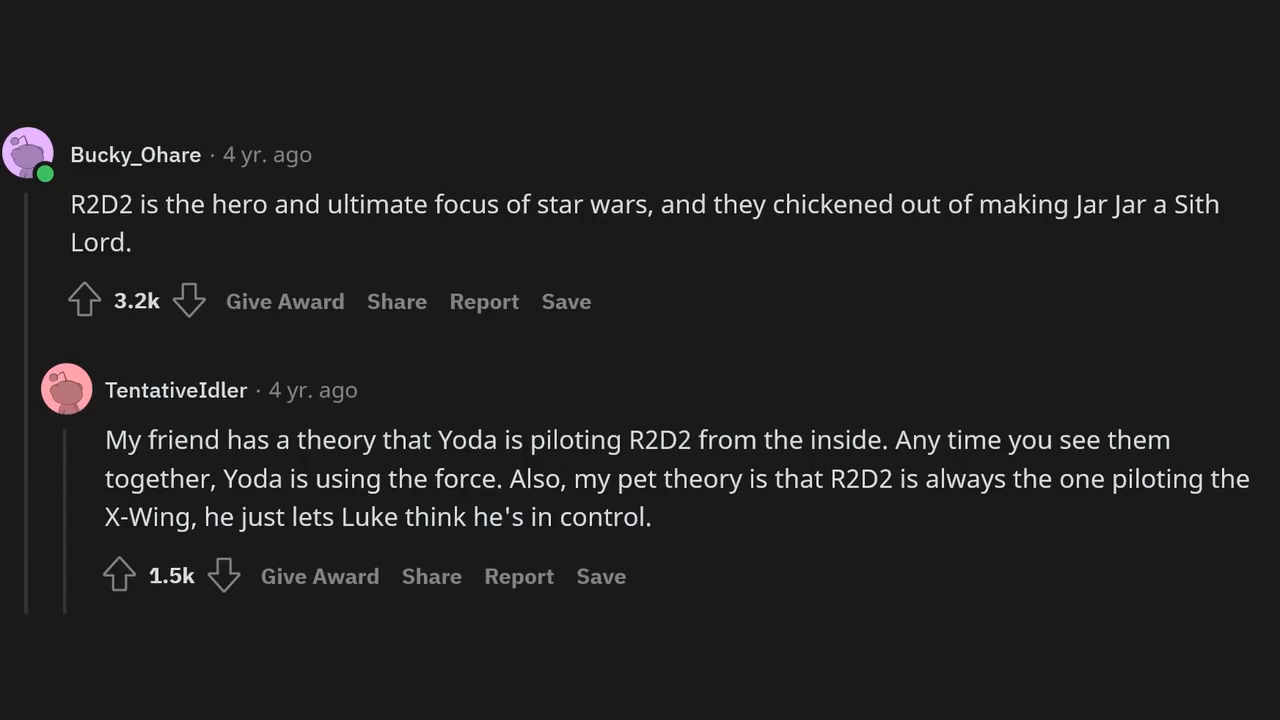 Bucky_Ohare · 4 yr. ago
R2D2 is the hero and ultimate focus of star wars, and they chickened out of making Jar Jar a Sith
Lord.
3.2k Give Award Share Report Save
TentativeIdler · 4 yr. ago
My friend has a theory that Yoda is piloting R2D2 from the inside. Any time you see them
together, Yoda is using the force. Also, my pet theory is that R2D2 is always the one piloting the
X-Wing, he just lets Luke think he's in control.
1.5k Give Award Share Report Save